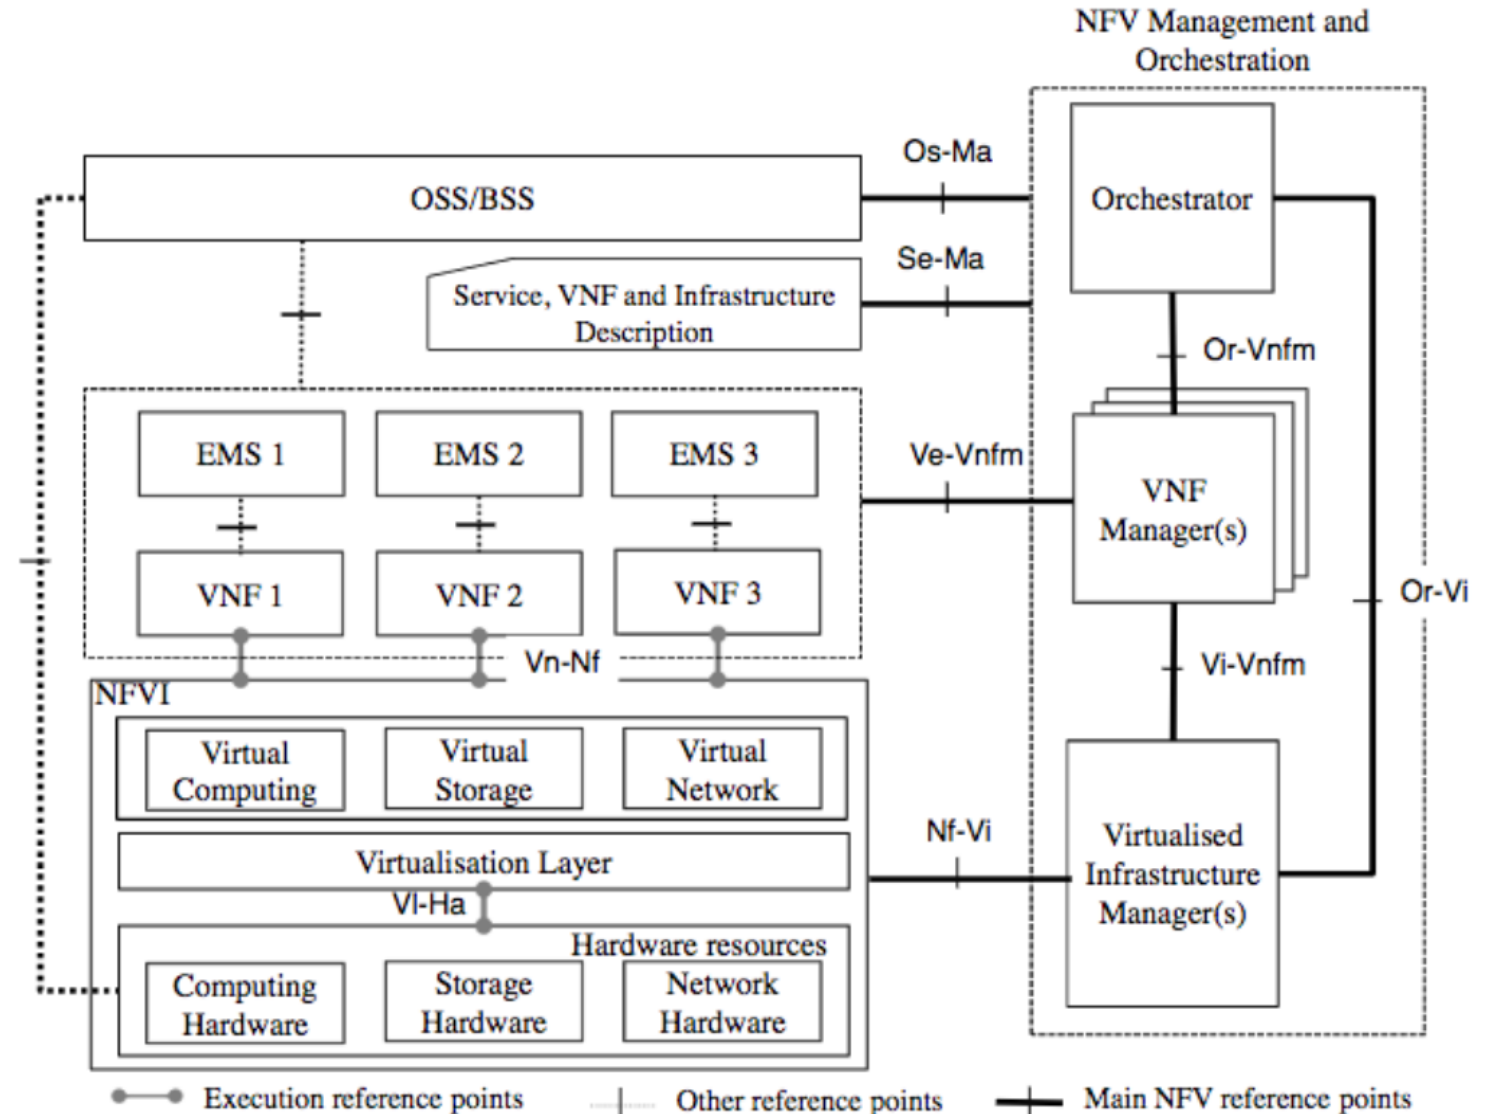 NFV Management and
Orchestration
Os-Ma
OSS/BSS
Orchestrator
Se-Ma
Service, VNF and Infrastructure
Description
Or-Vnfm
EMS 1
EMS 2
EMS 3
Ve-Vnfm
VNF
Manager(s)
VNF 1
VNF 2
VNF 3
Or-Vi
Vn-Nf
Vi-Vnfm
NFVI
Virtual
Computing
Virtual
Storage
Virtual
Network
Nf-Vi
Virtualised
Infrastructure
Manager(s)
Virtualisation Layer
Vl-Ha
Hardware resources
Computing
Hardware
Storage
Hardware
Network
Hardware
Execution reference points
Other reference points
Main NFV reference points